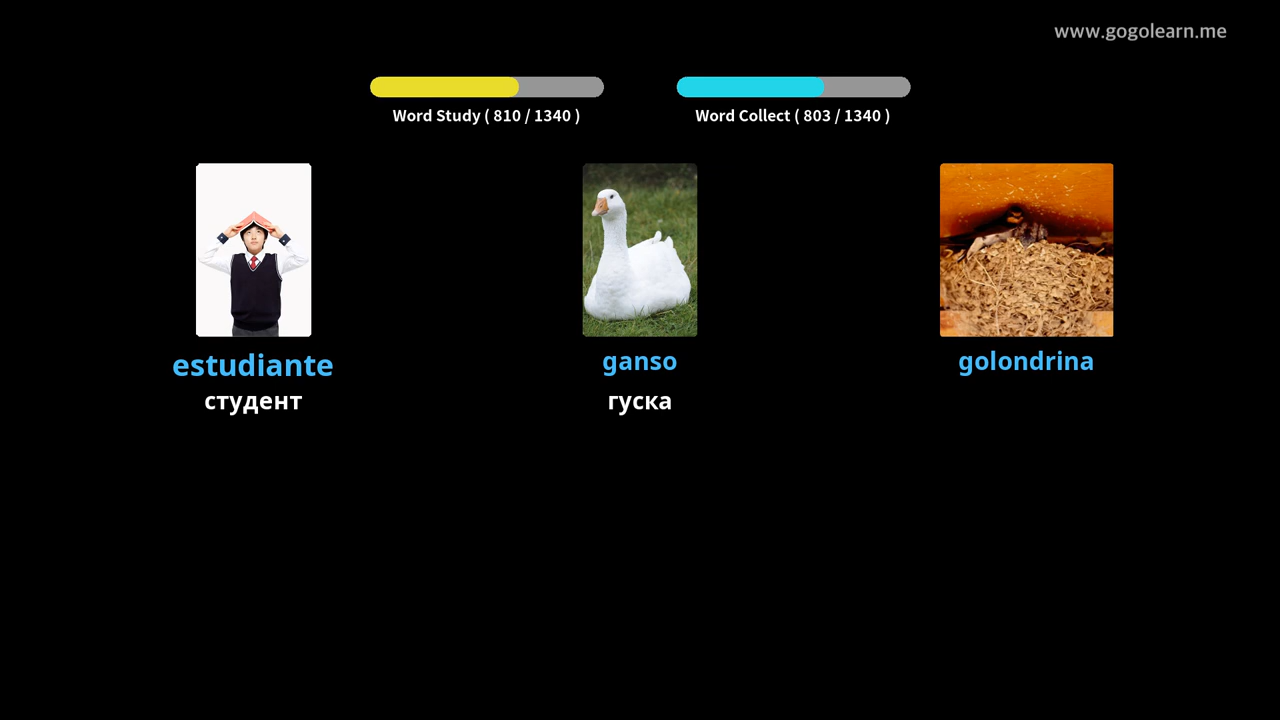 www.gogolearn.me
Word Study ( 810 / 1340 )
Word Collect ( 803 / 1340 )
estudiante
студент
ganso
гуска
golondrina